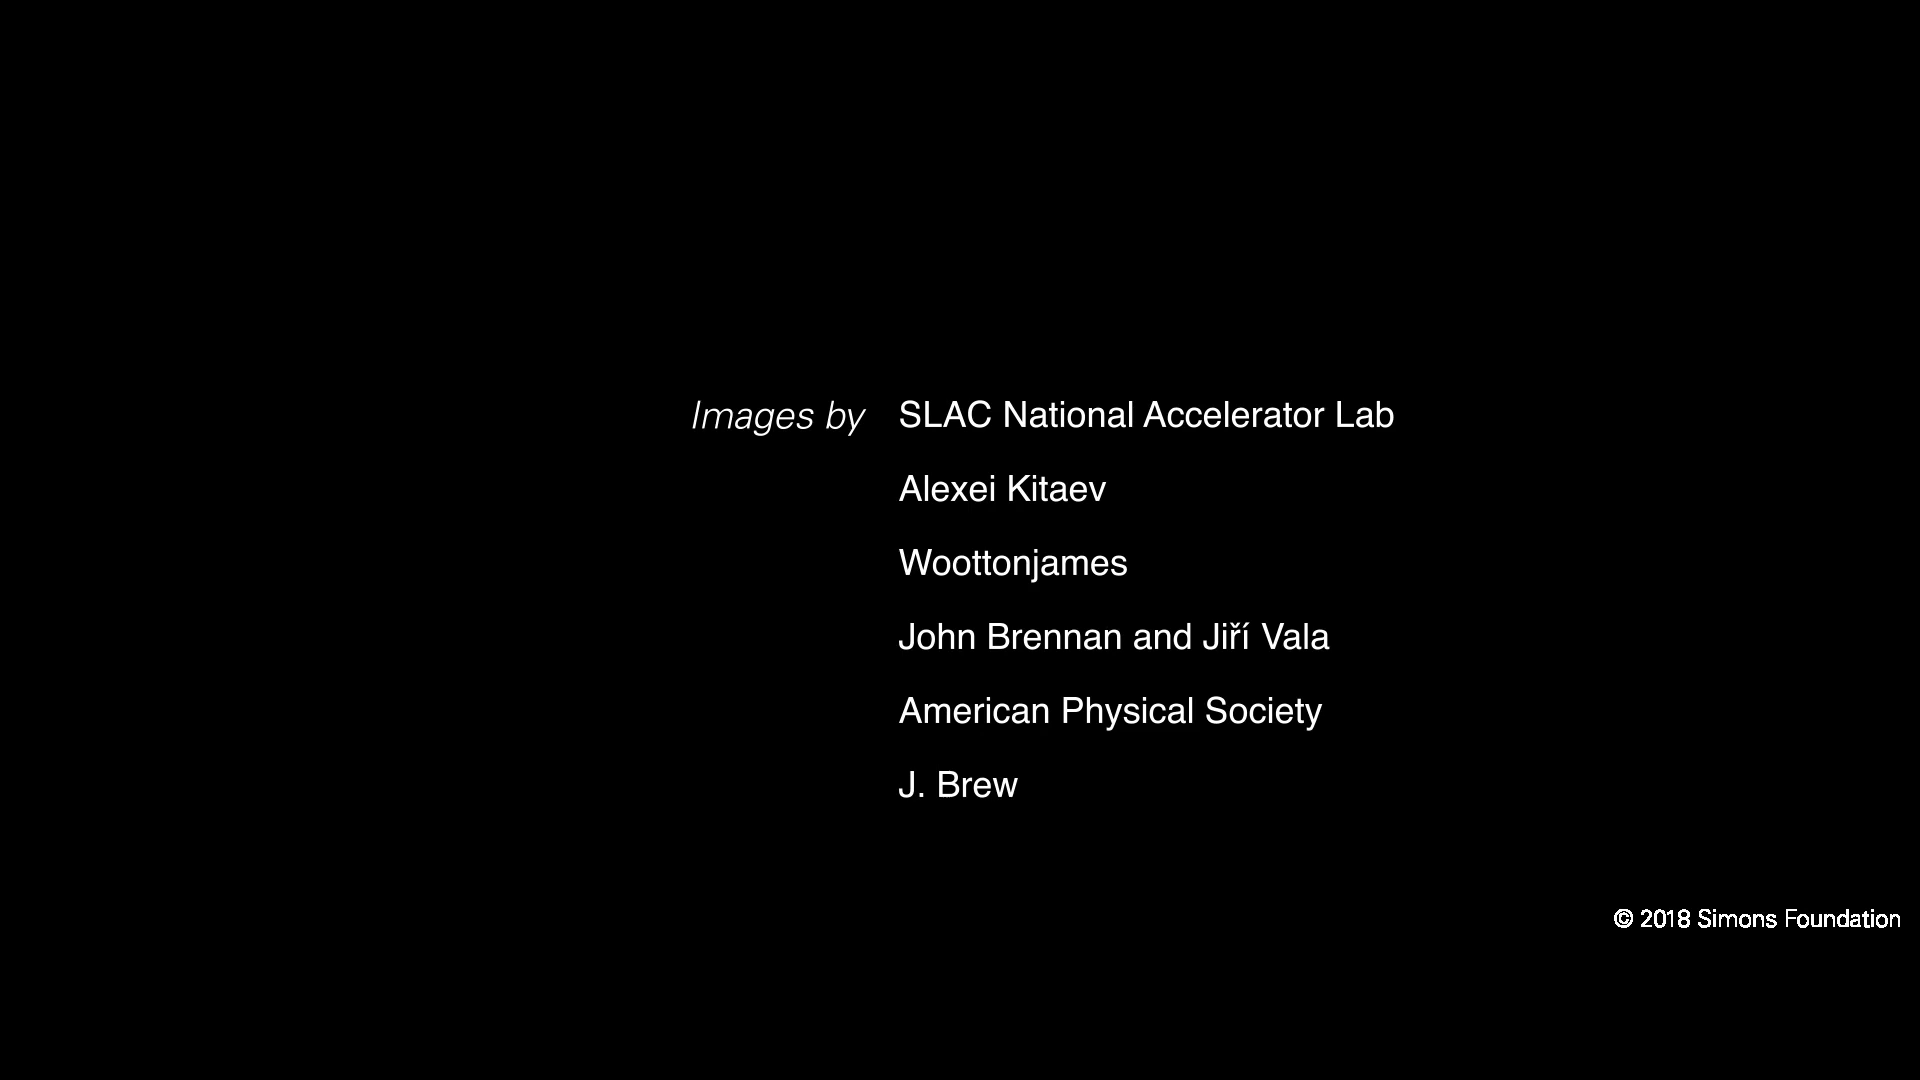 Images by SLAC National Accelerator Lab
Alexei Kitaev
Woottonjames
John Brennan and Jiří Vala
American Physical Society
J. Brew
© 2018 Simons Foundation